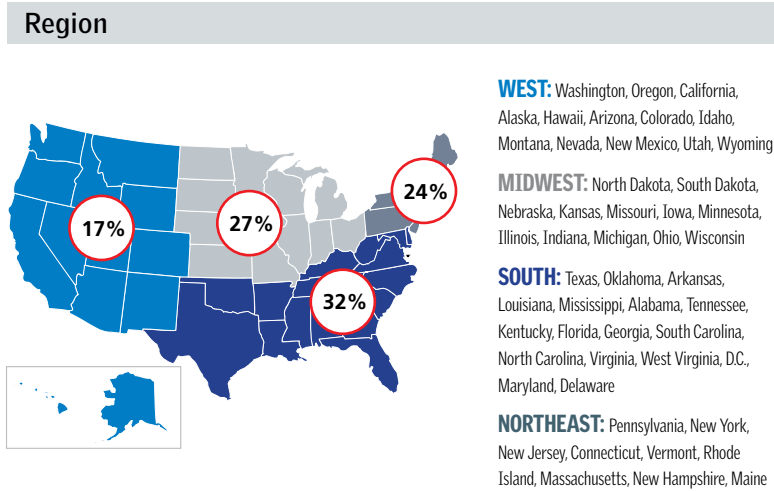 Region
WEST: Washington, Oregon, California,
Alaska, Hawaii, Arizona, Colorado, Idaho,
Montana, Nevada, New Mexico, Utah, Wyoming
MIDWEST: North Dakota, South Dakota,
Nebraska, Kansas, Missouri, Iowa, Minnesota,
Illinois, Indiana, Michigan, Ohio, Wisconsin
SOUTH: Texas, Oklahoma, Arkansas,
Louisiana, Mississippi, Alabama, Tennessee,
Kentucky, Florida, Georgia, South Carolina,
North Carolina, Virginia, West Virginia, D.C.,
Maryland, Delaware
NORTHEAST: Pennsylvania, New York,
New Jersey, Connecticut, Vermont, Rhode
Island, Massachusetts, New Hampshire, Maine
24%
17%
27%
32%